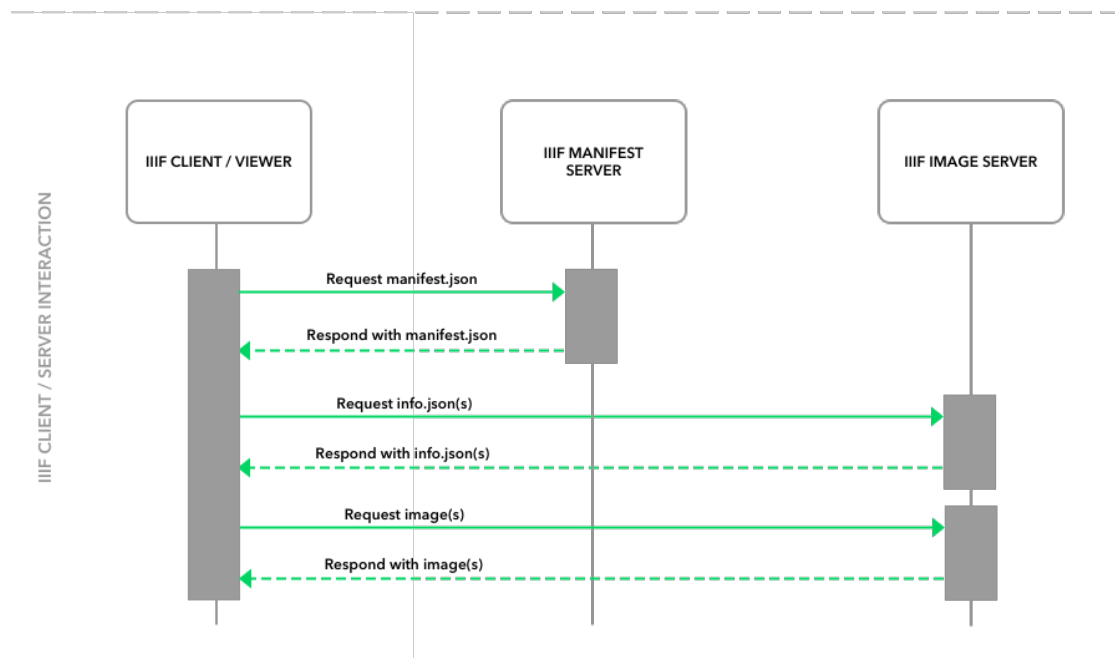 IIIF CLIENT / SERVER INTERACTION
IIIF CLIENT / VIEWER
IIIF MANIFEST
SERVER
IIIF IMAGE SERVER
Request manifest.json
Respond with manifest.json
Request info.json(s)
Respond with info.json(s)
Request image(s)
Respond with image(s)